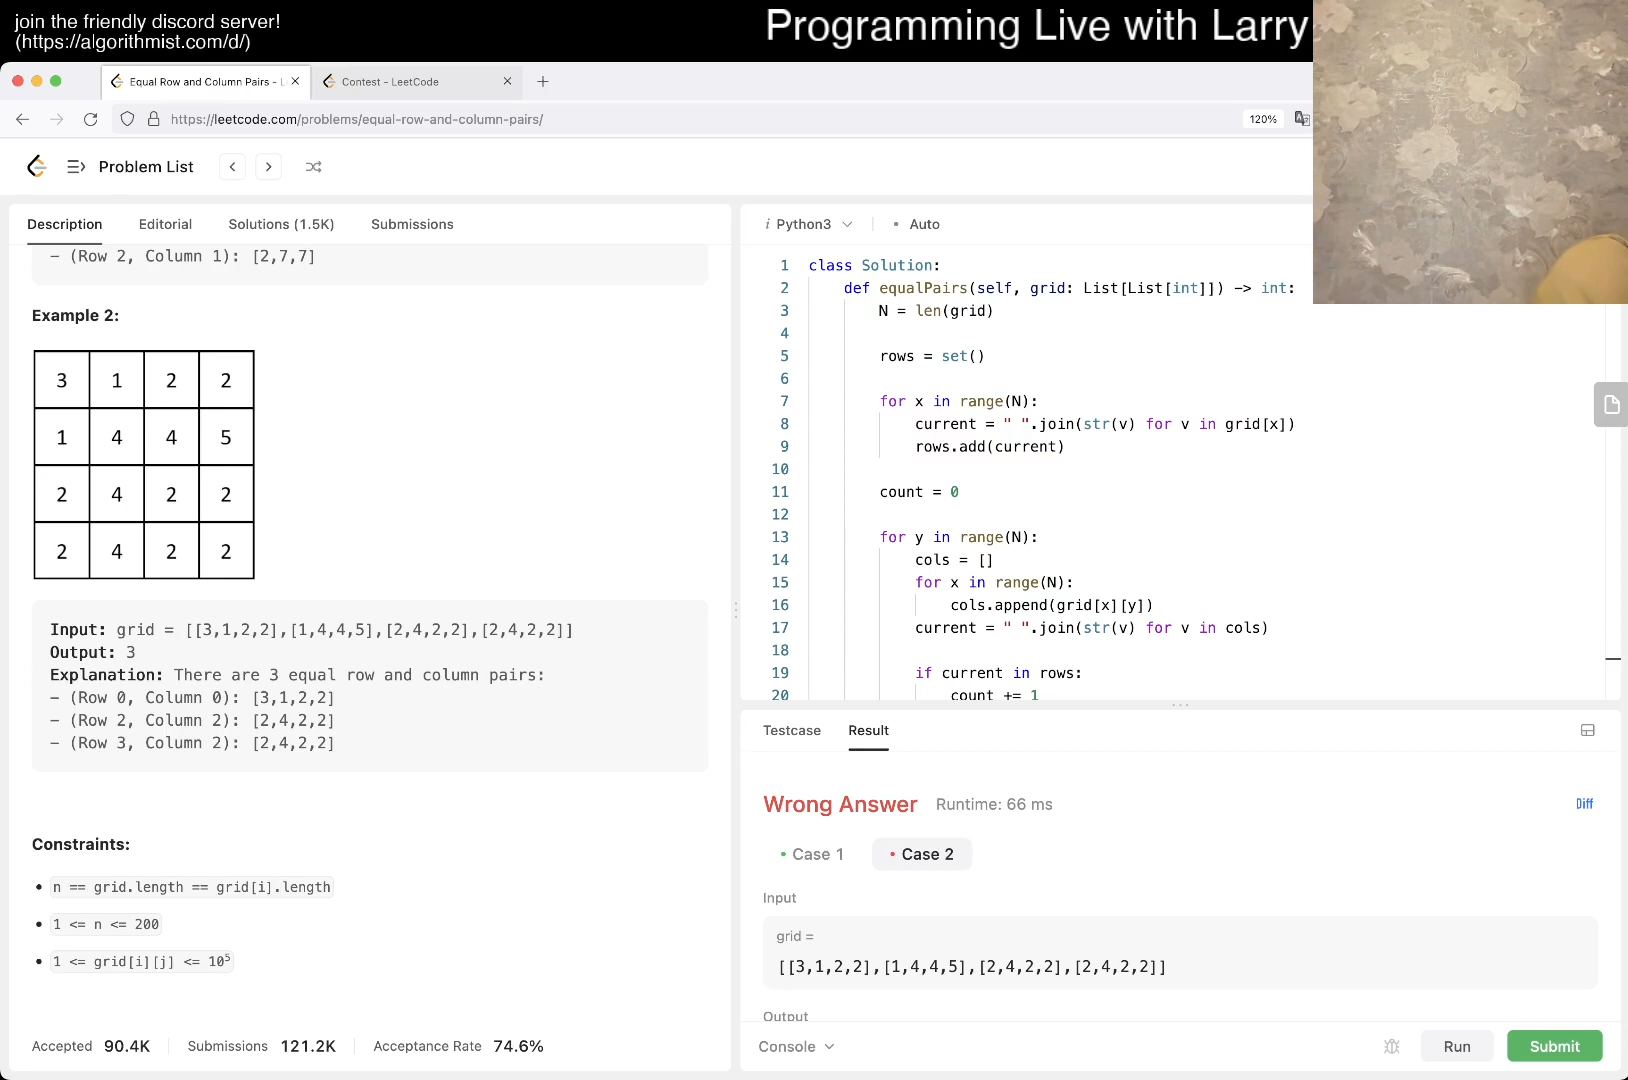 join the friendly discord server!
(https://algorithmist.com/d/)
Programming Live with Larry
Equal Row and Column Pairs - L
Contest - LeetCode
https://leetcode.com/problems/equal-row-and-column-pairs/
120%
Problem List
Description
Editorial
Solutions (1.5K)
Submissions
– (Row 2, Column 1): [2,7,7]
Example 2:
3 1 2 2
1 4 4 5
2 4 2 2
2 4 2 2
Input: grid = [[3,1,2,2],[1,4,4,5],[2,4,2,2],[2,4,2,2]]
Output: 3
Explanation: There are 3 equal row and column pairs:
– (Row 0, Column 0): [3,1,2,2]
– (Row 2, Column 2): [2,4,2,2]
– (Row 3, Column 2): [2,4,2,2]
Constraints:
• n == grid.length == grid[i].length
• 1 <= n <= 200
• 1 <= grid[i][j] <= 10⁵
Accepted 90.4K
Submissions 121.2K
Acceptance Rate 74.6%
i Python3
• Auto
1 class Solution:
2 def equalPairs(self, grid: List[List[int]]) -> int:
3 N = len(grid)
4
5 rows = set()
6
7 for x in range(N):
8 current = " ".join(str(v) for v in grid[x])
9 rows.add(current)
10
11 count = 0
12
13 for y in range(N):
14 cols = []
15 for x in range(N):
16 cols.append(grid[x][y])
17 current = " ".join(str(v) for v in cols)
18
19 if current in rows:
20 count += 1
Testcase
Result
Wrong Answer
Runtime: 66 ms
Diff
• Case 1
• Case 2
Input
grid =
[[3,1,2,2],[1,4,4,5],[2,4,2,2],[2,4,2,2]]
Output
Console
Run
Submit